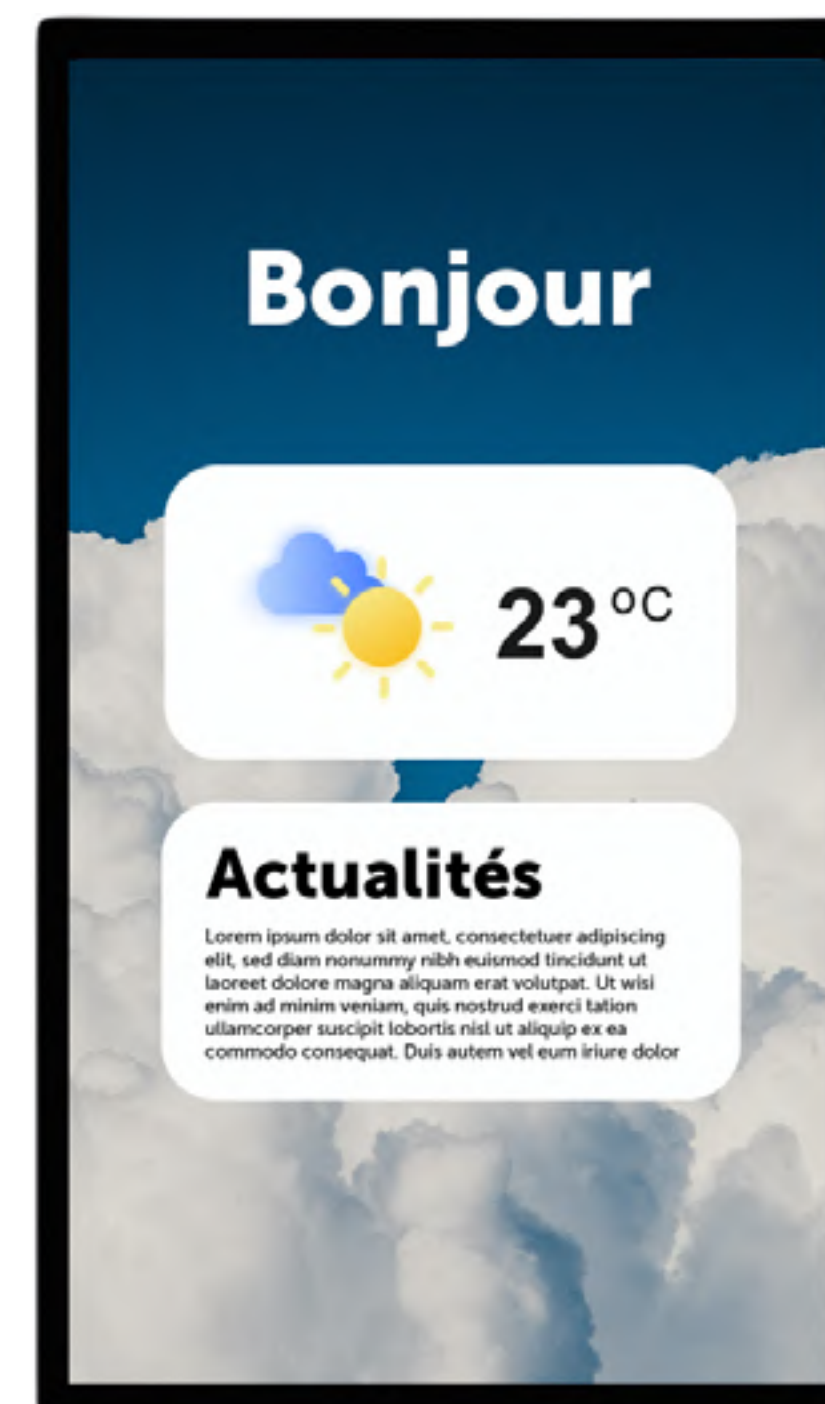 Bonjour
23°C
Actualités
Lorem ipsum dolor sit amet, consectetuer adipiscing
elit, sed diam nonummy nibh euismod tincidunt ut
laoreet dolore magna aliquam erat volutpat. Ut wisi
enim ad minim veniam, quis nostrud exerci tation
ullamcorper suscipit lobortis nisl ut aliquip ex ea
commodo consequat. Duis autem vel eum iriure dolor